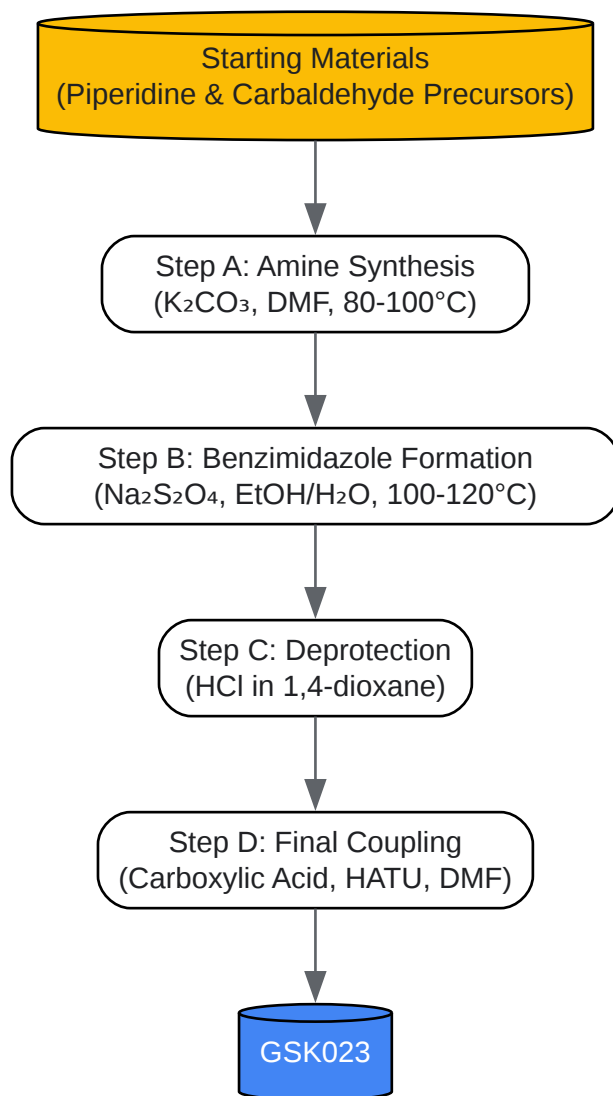 Starting Materials
(Piperidine & Carbaldehyde Precursors)
Step A: Amine Synthesis
(K₂CO₃, DMF, 80-100°C)
Step B: Benzimidazole Formation
(Na₂S₂O₄, EtOH/H₂O, 100-120°C)
Step C: Deprotection
(HCl in 1,4-dioxane)
Step D: Final Coupling
(Carboxylic Acid, HATU, DMF)
GSK023